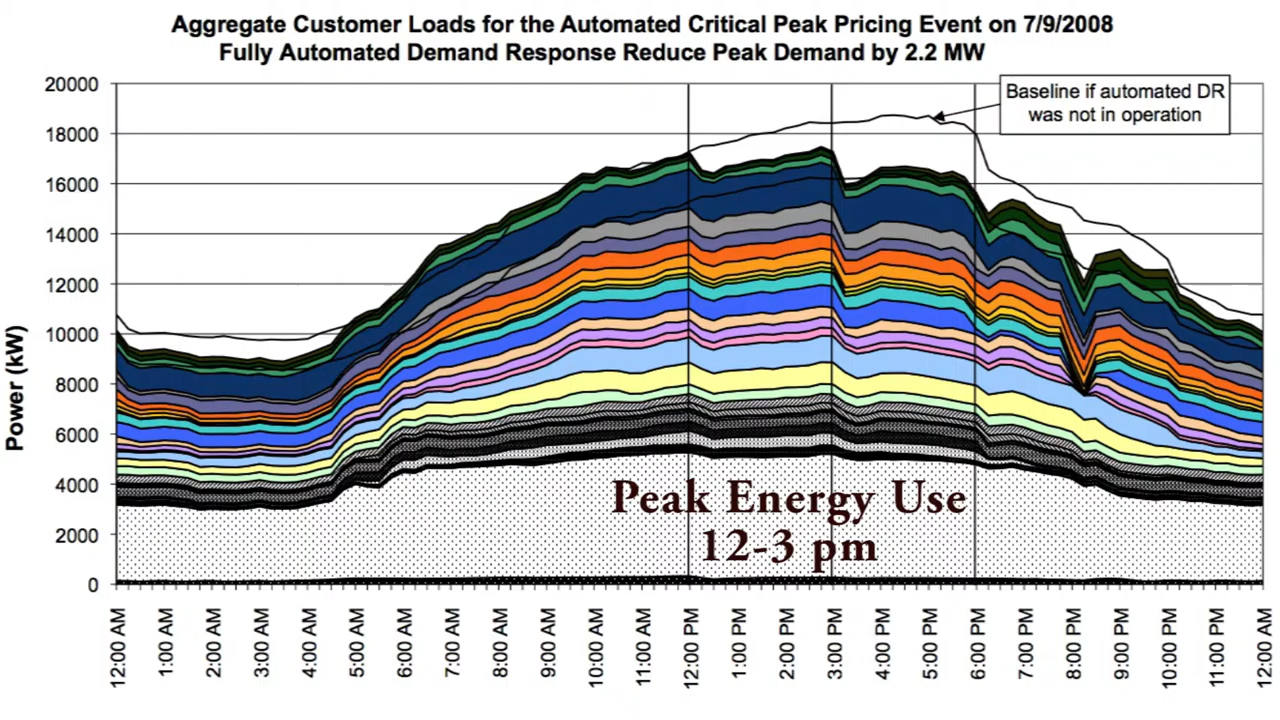 Aggregate Customer Loads for the Automated Critical Peak Pricing Event on 7/9/2008
Fully Automated Demand Response Reduce Peak Demand by 2.2 MW
Baseline if automated DR
was not in operation
Power (kW)
20000
18000
16000
14000
12000
10000
8000
6000
4000
2000
0
Peak Energy Use
12-3 pm
12:00 AM
1:00 AM
2:00 AM
3:00 AM
4:00 AM
5:00 AM
6:00 AM
7:00 AM
8:00 AM
9:00 AM
10:00 AM
11:00 AM
12:00 PM
1:00 PM
2:00 PM
3:00 PM
4:00 PM
5:00 PM
6:00 PM
7:00 PM
8:00 PM
9:00 PM
10:00 PM
11:00 PM
12:00 AM